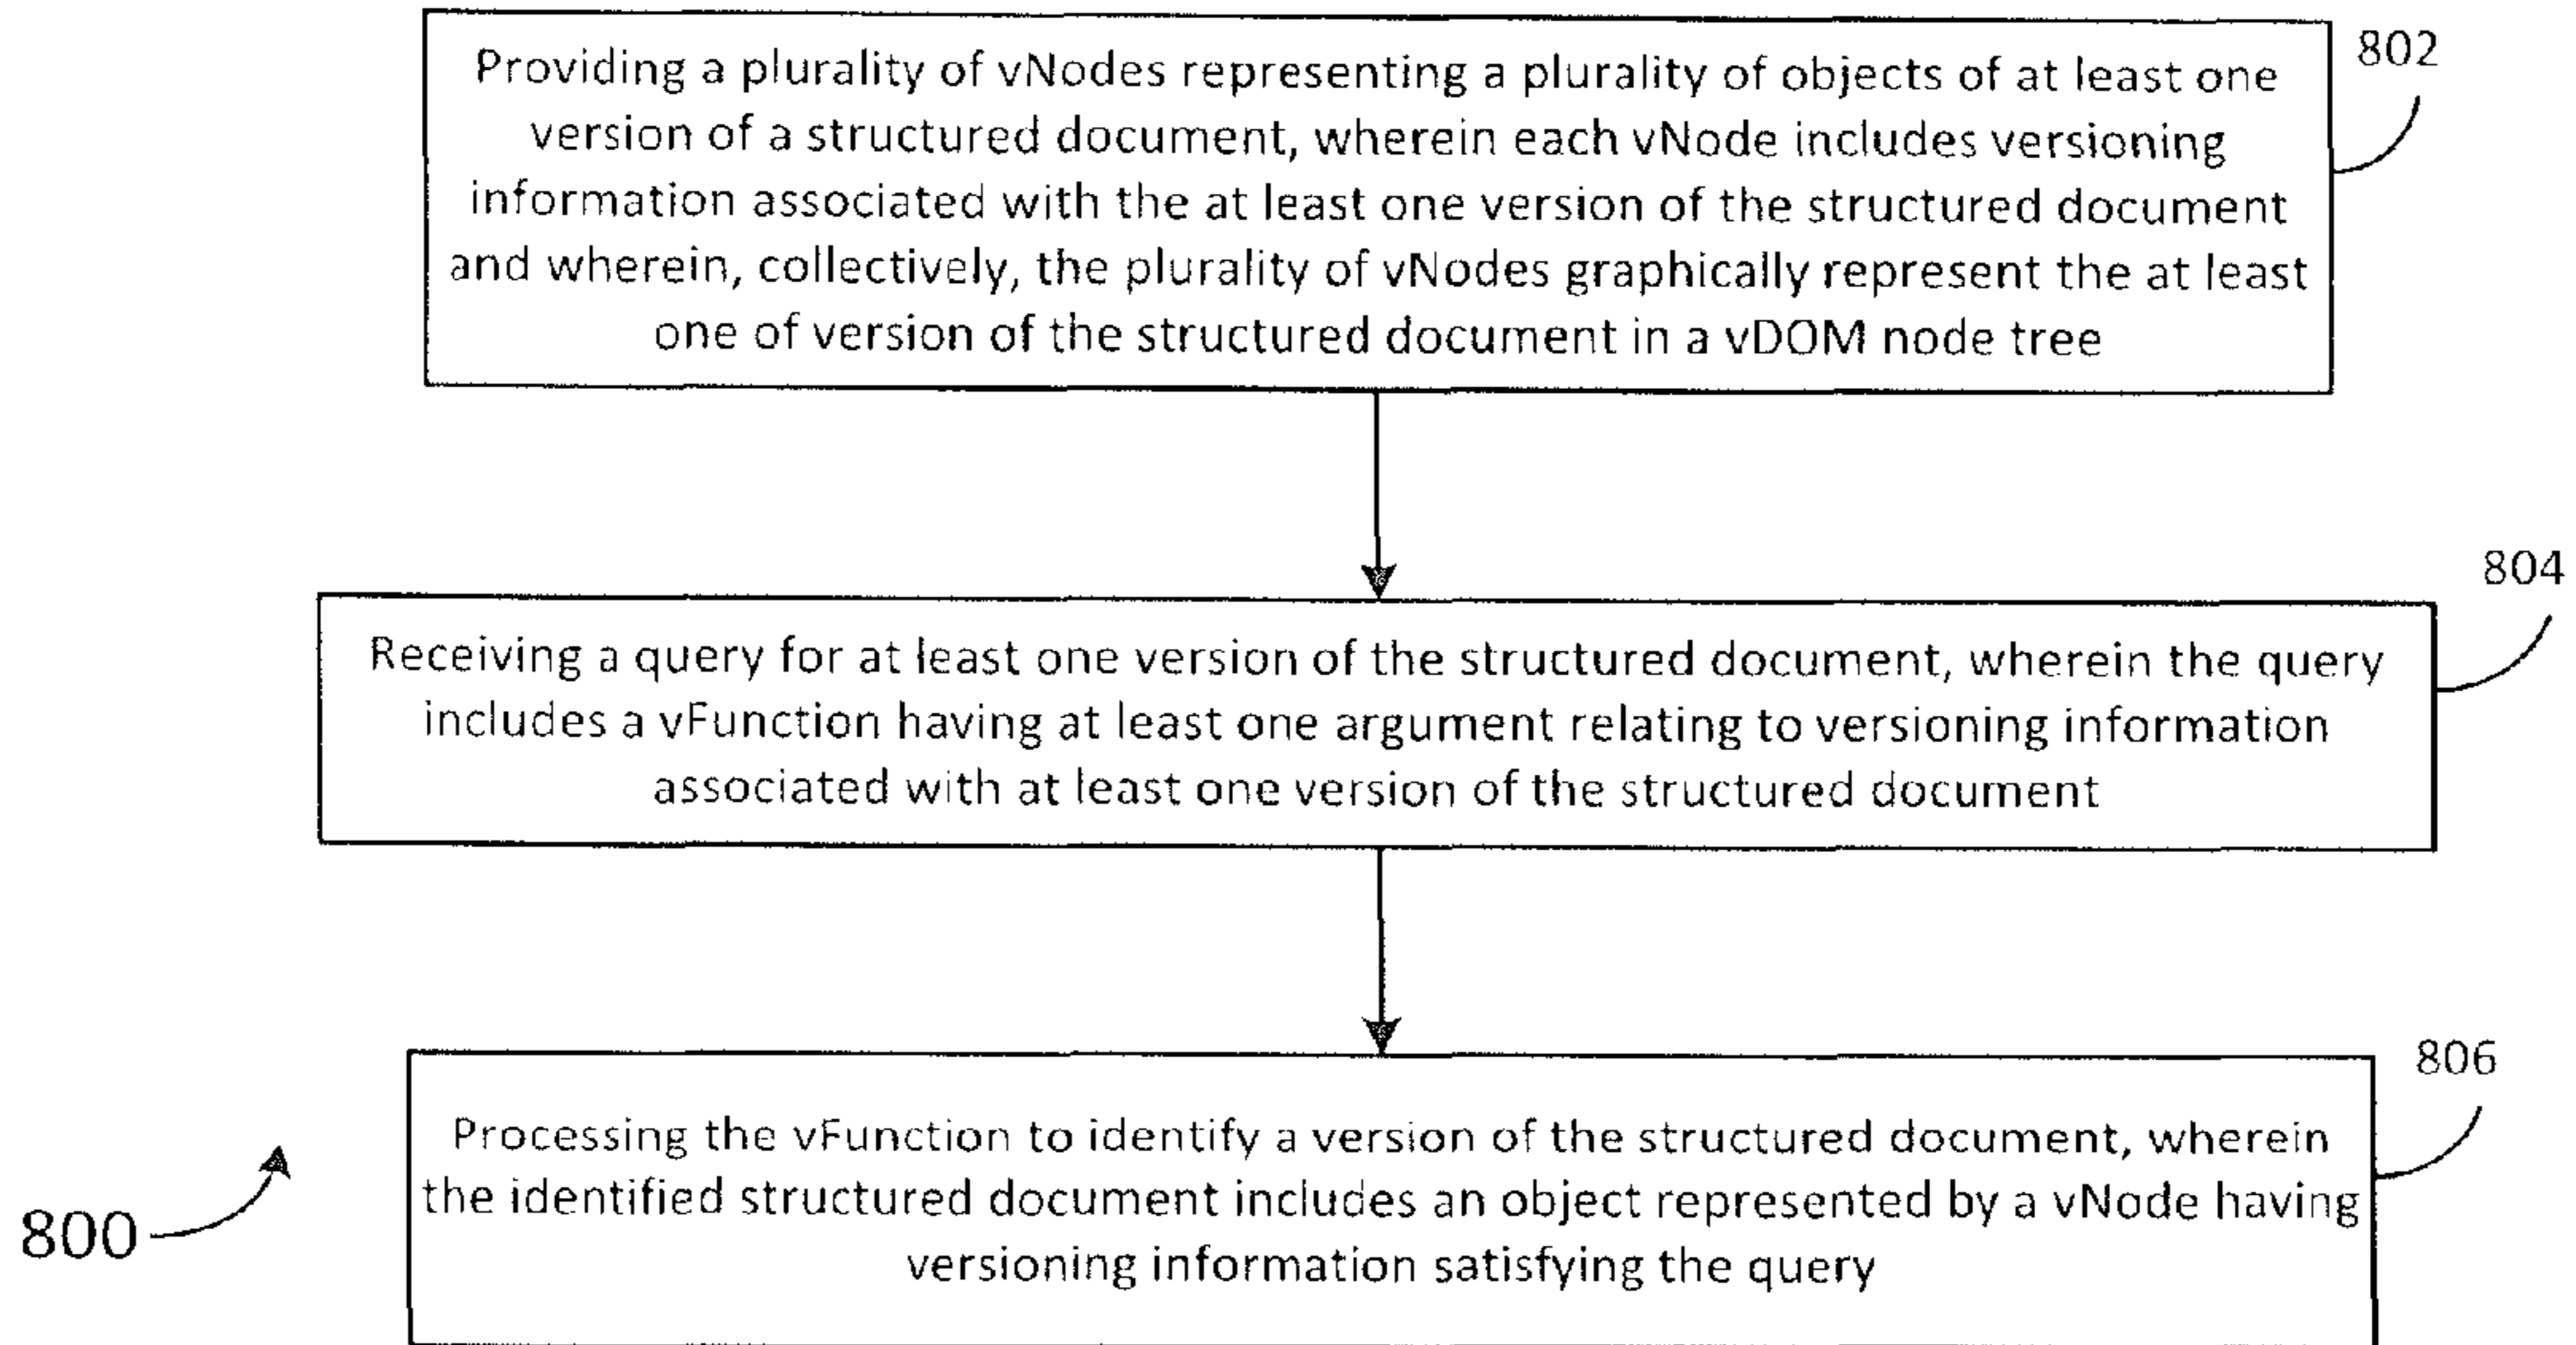 Providing a plurality of vNodes representing a plurality of objects of at least one
version of a structured document, wherein each vNode includes versioning
information associated with the at least one version of the structured document
and wherein, collectively, the plurality of vNodes graphically represent the at least
one of version of the structured document in a vDOM node tree
802
804
Receiving a query for at least one version of the structured document, wherein the query
includes a vFunction having at least one argument relating to versioning information
associated with at least one version of the structured document
806
Processing the vFunction to identify a version of the structured document, wherein
the identified structured document includes an object represented by a vNode having
versioning information satisfying the query
800